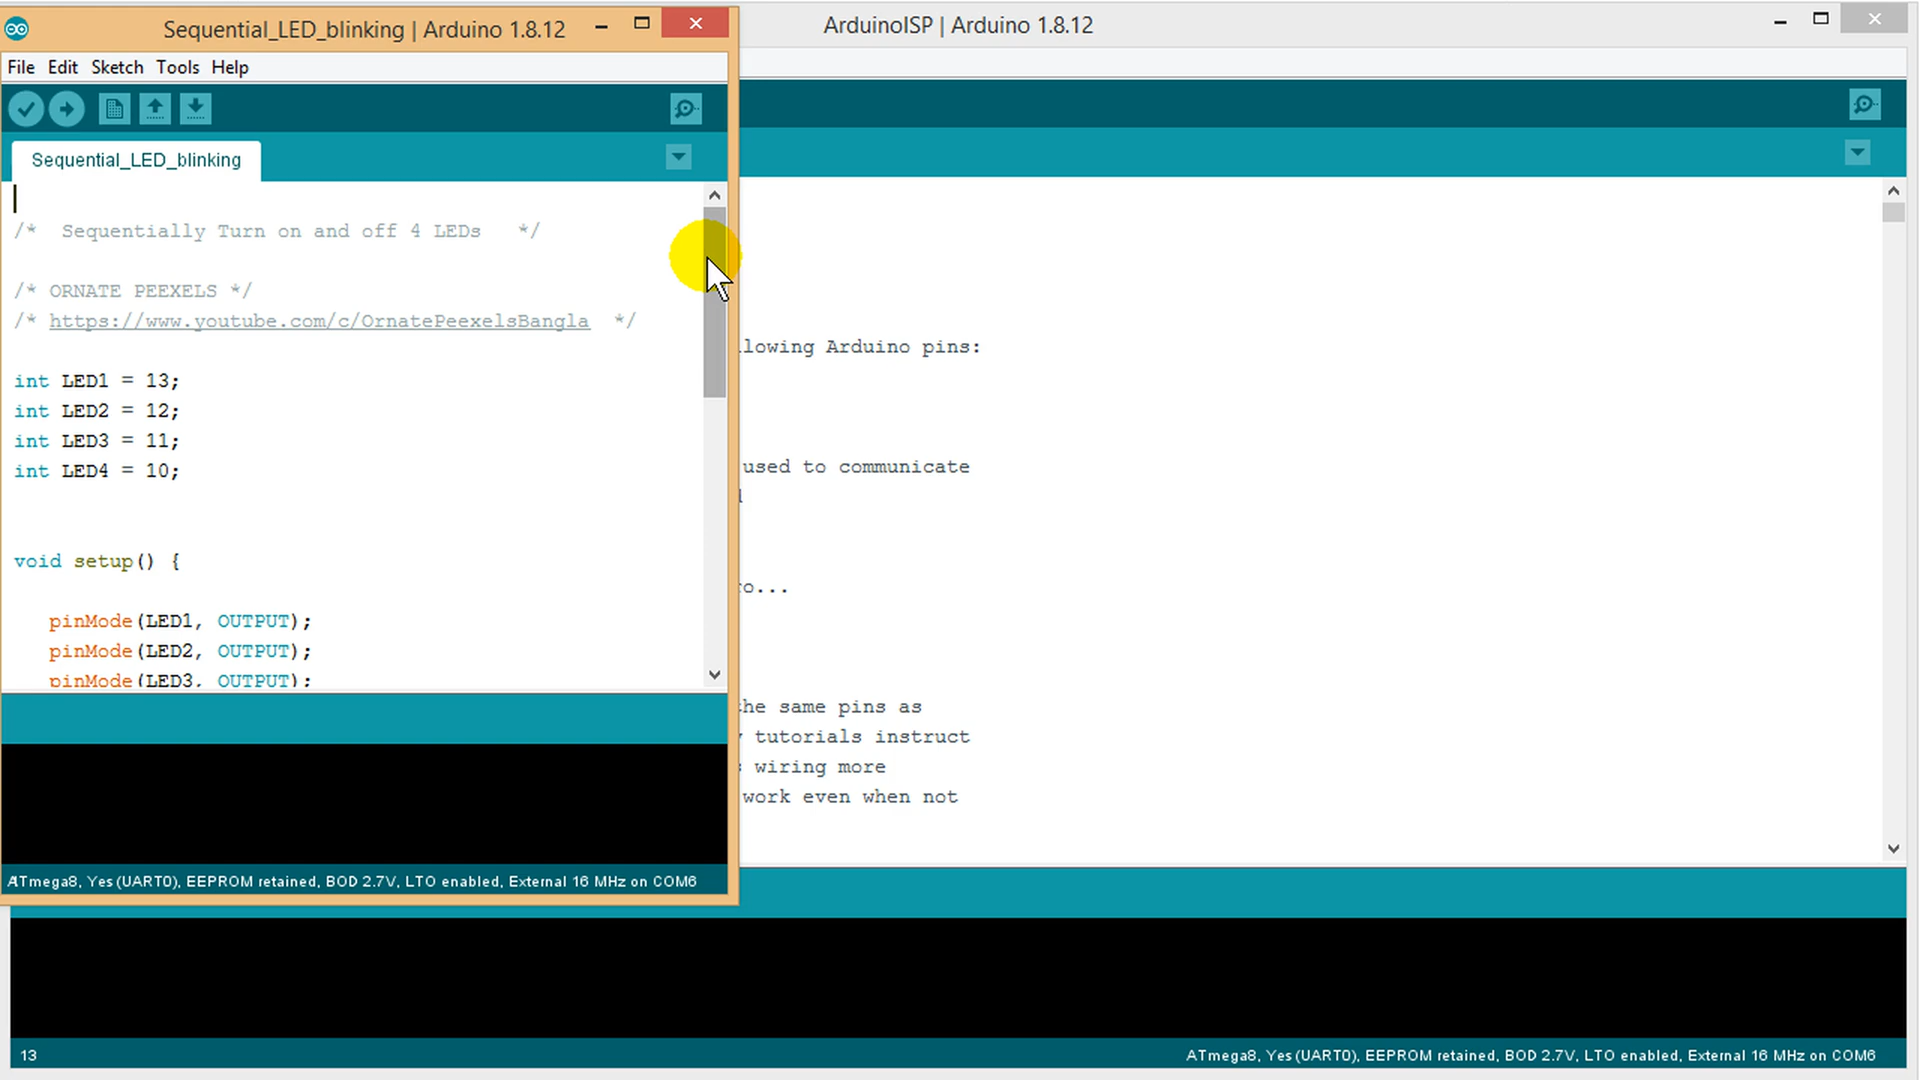 Sequential_LED_blinking | Arduino 1.8.12
File Edit Sketch Tools Help
Sequential_LED_blinking
/* Sequentially Turn on and off 4 LEDs */
/* ORNATE PEEXELS */
/* https://www.youtube.com/c/OrnatePeexelsBangla */
int LED1 = 13;
int LED2 = 12;
int LED3 = 11;
int LED4 = 10;
void setup() {
pinMode(LED1, OUTPUT);
pinMode(LED2, OUTPUT);
pinMode(LED3, OUTPUT);
ATmega8, Yes (UART0), EEPROM retained, BOD 2.7V, LTO enabled, External 16 MHz on COM6
ArduinoISP | Arduino 1.8.12
lowing Arduino pins:
used to communicate
o...
he same pins as
tutorials instruct
wiring more
work even when not
13
ATmega8, Yes (UART0), EEPROM retained, BOD 2.7V, LTO enabled, External 16 MHz on COM6